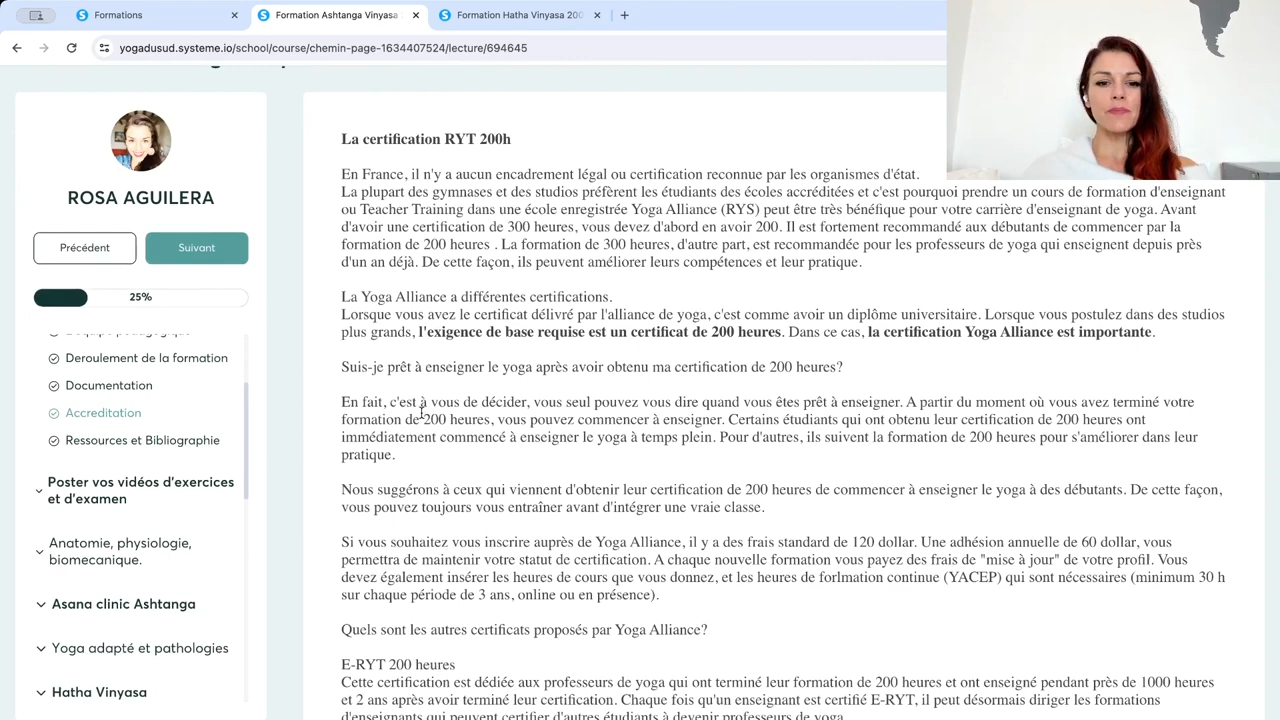 Formations
Formation Ashtanga Vinyasa
Formation Hatha Vinyasa 200
yogadusud.systeme.io/school/course/chemin-page-1634407524/lecture/694645
ROSA AGUILERA
Précédent
Suivant
25%
Deroulement de la formation
Documentation
Accreditation
Ressources et Bibliographie
Poster vos vidéos d'exercices
et d'examen
Anatomie, physiologie,
biomecanique.
Asana clinic Ashtanga
Yoga adapté et pathologies
Hatha Vinyasa
La certification RYT 200h
En France, il n'y a aucun encadrement légal ou certification reconnue par les organismes d'état.
La plupart des gymnases et des studios préfèrent les étudiants des écoles accréditées et c'est pourquoi prendre un cours de formation d'enseignant
ou Teacher Training dans une école enregistrée Yoga Alliance (RYS) peut être très bénéfique pour votre carrière d'enseignant de yoga. Avant
d'avoir une certification de 300 heures, vous devez d'abord en avoir 200. Il est fortement recommandé aux débutants de commencer par la
formation de 200 heures . La formation de 300 heures, d'autre part, est recommandée pour les professeurs de yoga qui enseignent depuis près
d'un an déjà. De cette façon, ils peuvent améliorer leurs compétences et leur pratique.
La Yoga Alliance a différentes certifications.
Lorsque vous avez le certificat délivré par l'alliance de yoga, c'est comme avoir un diplôme universitaire. Lorsque vous postulez dans des studios
plus grands, l'exigence de base requise est un certificat de 200 heures. Dans ce cas, la certification Yoga Alliance est importante.
Suis-je prêt à enseigner le yoga après avoir obtenu ma certification de 200 heures?
En fait, c'est à vous de décider, vous seul pouvez vous dire quand vous êtes prêt à enseigner. A partir du moment où vous avez terminé votre
formation de 200 heures, vous pouvez commencer à enseigner. Certains étudiants qui ont obtenu leur certification de 200 heures ont
immédiatement commencé à enseigner le yoga à temps plein. Pour d'autres, ils suivent la formation de 200 heures pour s'améliorer dans leur
pratique.
Nous suggérons à ceux qui viennent d'obtenir leur certification de 200 heures de commencer à enseigner le yoga à des débutants. De cette façon,
vous pouvez toujours vous entraîner avant d'intégrer une vraie classe.
Si vous souhaitez vous inscrire auprès de Yoga Alliance, il y a des frais standard de 120 dollar. Une adhésion annuelle de 60 dollar, vous
permettra de maintenir votre statut de certification. A chaque nouvelle formation vous payez des frais de "mise à jour" de votre profil. Vous
devez également insérer les heures de cours que vous donnez, et les heures de forlmation continue (YACEP) qui sont nécessaires (minimum 30 h
sur chaque période de 3 ans, online ou en présence).
Quels sont les autres certificats proposés par Yoga Alliance?
E-RYT 200 heures
Cette certification est dédiée aux professeurs de yoga qui ont terminé leur formation de 200 heures et ont enseigné pendant près de 1000 heures
et 2 ans après avoir terminé leur certification. Chaque fois qu'un enseignant est certifié E-RYT, il peut désormais diriger les formations
d'enseignants qui peuvent certifier d'autres étudiants à devenir professeurs de yoga.